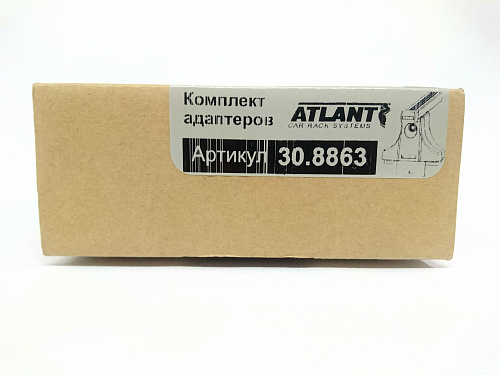 Комплект
адаптеров
ATLANT
CAR RACK SYSTEMS
Артикул 30.8863